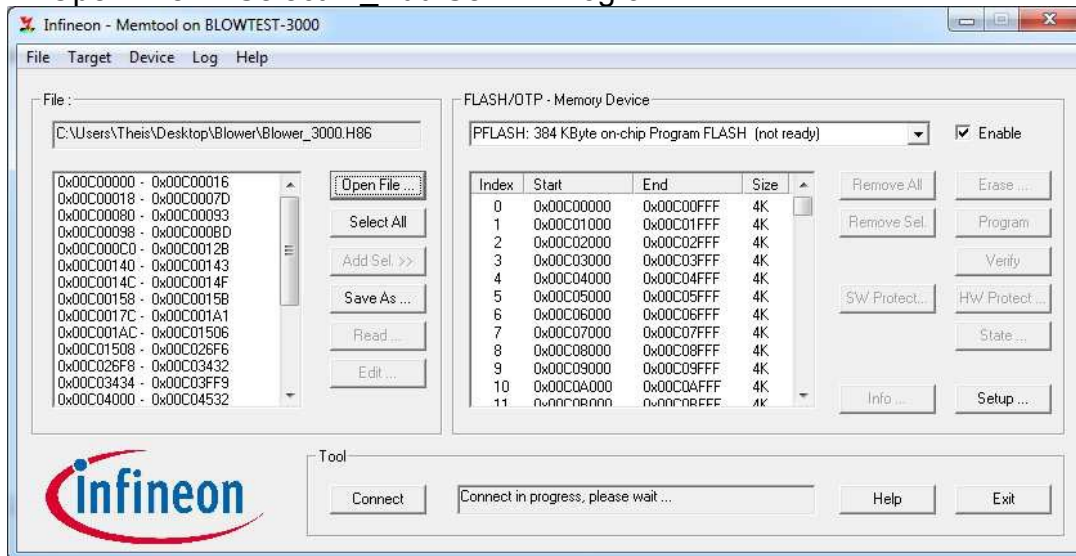 Infineon - Memtool on BLOWTEST-3000
File Target Device Log Help
File :
C:\Users\Theis\Desktop\Blower\Blower_3000.H86
0x00C00000 - 0x00C00016
0x00C00018 - 0x00C0007D
0x00C00080 - 0x00C00093
0x00C00098 - 0x00C000BD
0x00C000C0 - 0x00C0012B
0x00C00140 - 0x00C00143
0x00C0014C - 0x00C0014F
0x00C00158 - 0x00C0015B
0x00C0017C - 0x00C001A1
0x00C001AC - 0x00C01506
0x00C01508 - 0x00C026F6
0x00C026F8 - 0x00C03432
0x00C03434 - 0x00C03FF9
0x00C04000 - 0x00C04532
Open File ...
Select All
Add Sel. >>
Save As ...
Read ...
Edit ...
FLASH/OTP - Memory Device
PFLASH: 384 KByte on-chip Program FLASH (not ready)
Enable
Index Start End Size
0 0x00C00000 0x00C00FFF 4K
1 0x00C01000 0x00C01FFF 4K
2 0x00C02000 0x00C02FFF 4K
3 0x00C03000 0x00C03FFF 4K
4 0x00C04000 0x00C04FFF 4K
5 0x00C05000 0x00C05FFF 4K
6 0x00C06000 0x00C06FFF 4K
7 0x00C07000 0x00C07FFF 4K
8 0x00C08000 0x00C08FFF 4K
9 0x00C09000 0x00C09FFF 4K
10 0x00C0A000 0x00C0AFFF 4K
11 0x00C0B000 0x00C0BFFF 4K
Remove All
Erase ...
Remove Sel.
Program
Verify
SW Protect...
HW Protect ...
State ...
Info ...
Setup ...
infineon
Tool
Connect
Connect in progress, please wait ...
Help
Exit